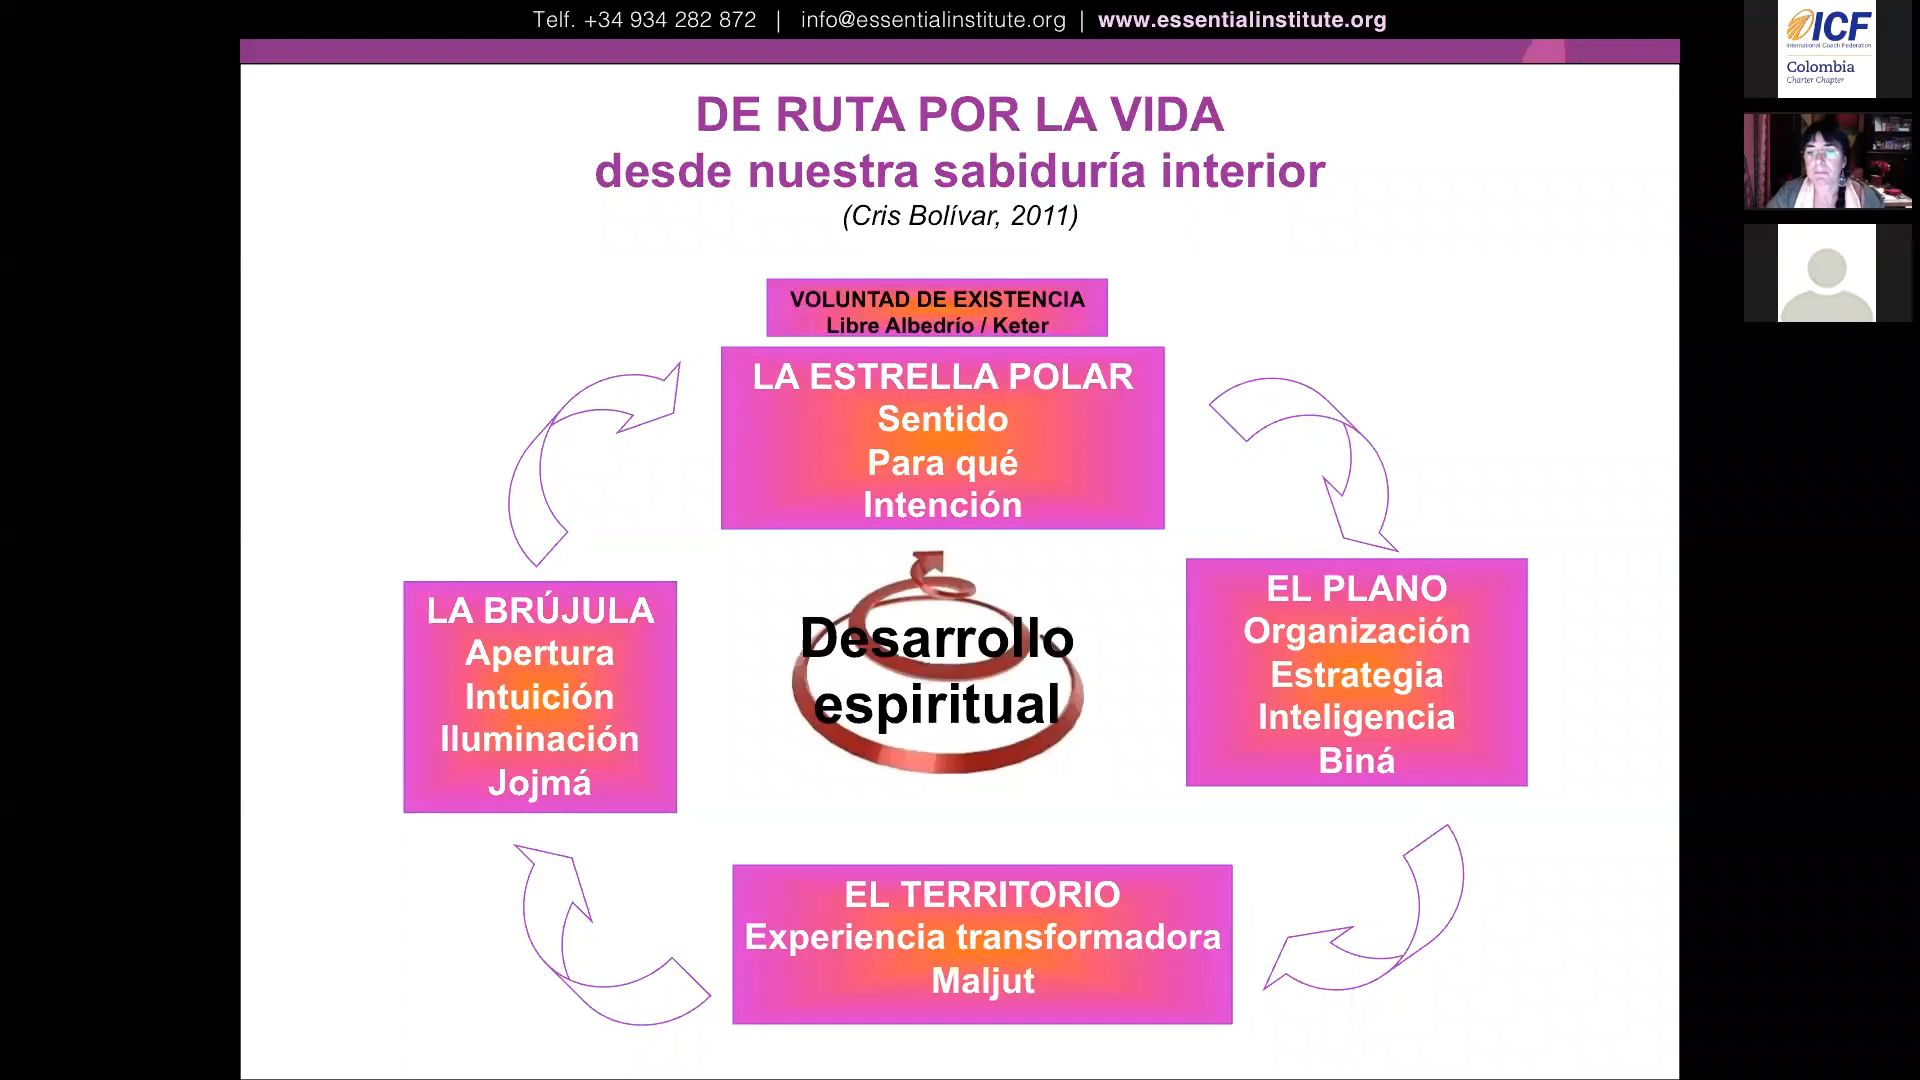 Telf. +34 934 282 872 | info@essentialinstitute.org | www.essentialinstitute.org
ICF
International Coach Federation
Colombia
Charter Chapter
DE RUTA POR LA VIDA
desde nuestra sabiduría interior
(Cris Bolívar, 2011)
VOLUNTAD DE EXISTENCIA
Libre Albedrío / Keter
LA ESTRELLA POLAR
Sentido
Para qué
Intención
EL PLANO
Organización
Estrategia
Inteligencia
Biná
LA BRÚJULA
Apertura
Intuición
Iluminación
Jojmá
Desarrollo
espiritual
EL TERRITORIO
Experiencia transformadora
Maljut